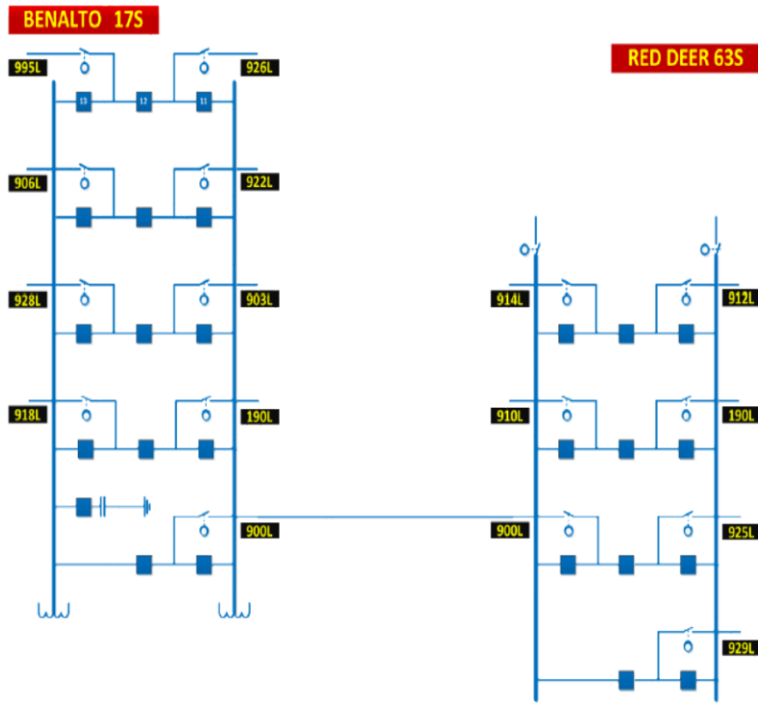 BENALTO 17S
RED DEER 63S
995L
926L
13
12
11
906L
922L
928L
903L
914L
912L
918L
190L
910L
190L
900L
900L
925L
929L